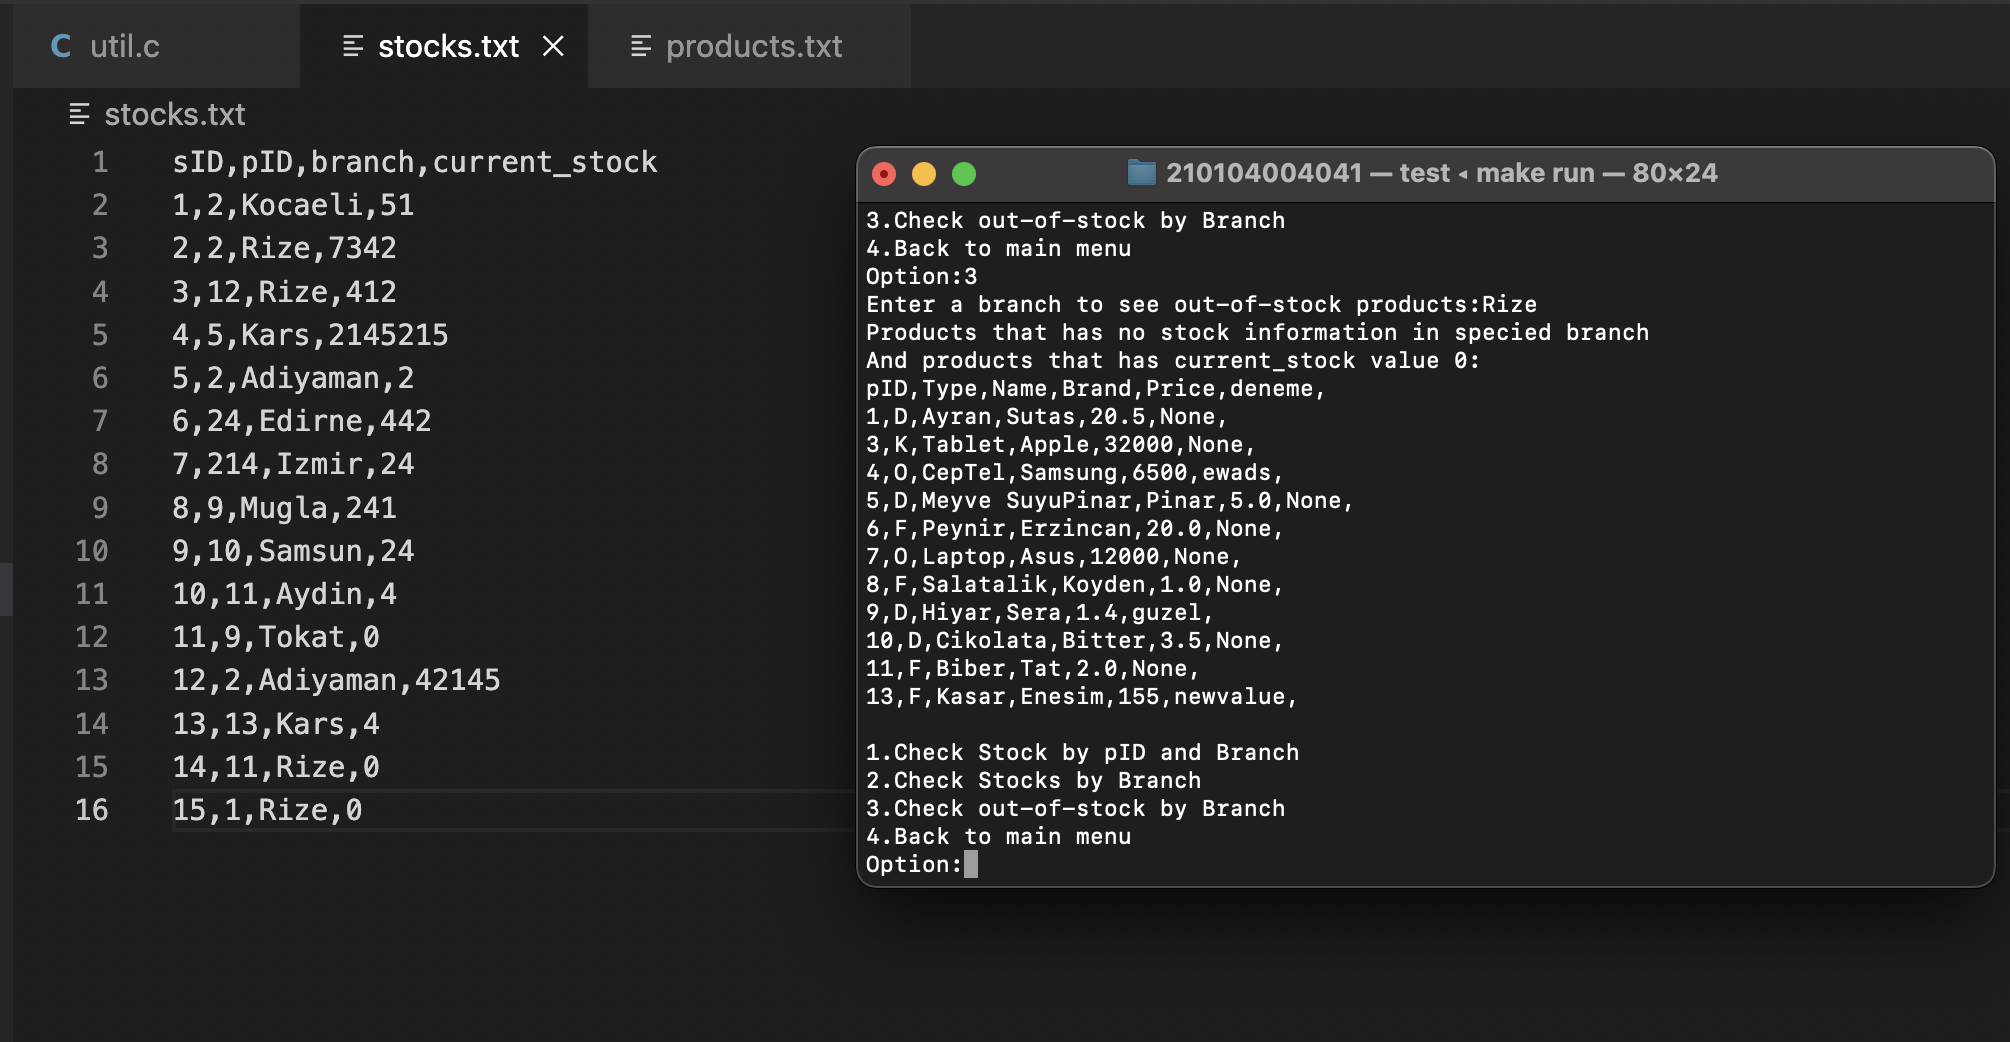 util.c
stocks.txt
products.txt
stocks.txt
1 sID,pID,branch,current_stock
2 1,2,Kocaeli,51
3 2,2,Rize,7342
4 3,12,Rize,412
5 4,5,Kars,2145215
6 5,2,Adiyaman,2
7 6,24,Edirne,442
8 7,214,Izmir,24
9 8,9,Mugla,241
10 9,10,Samsun,24
11 10,11,Aydin,4
12 11,9,Tokat,0
13 12,2,Adiyaman,42145
14 13,13,Kars,4
15 14,11,Rize,0
16 15,1,Rize,0
210104004041 — test ◂ make run — 80×24
3.Check out-of-stock by Branch
4.Back to main menu
Option:3
Enter a branch to see out-of-stock products:Rize
Products that has no stock information in specied branch
And products that has current_stock value 0:
pID,Type,Name,Brand,Price,deneme,
1,D,Ayran,Sutas,20.5,None,
3,K,Tablet,Apple,32000,None,
4,O,CepTel,Samsung,6500,ewads,
5,D,Meyve SuyuPinar,Pinar,5.0,None,
6,F,Peynir,Erzincan,20.0,None,
7,O,Laptop,Asus,12000,None,
8,F,Salatalik,Koyden,1.0,None,
9,D,Hiyar,Sera,1.4,guzel,
10,D,Cikolata,Bitter,3.5,None,
11,F,Biber,Tat,2.0,None,
13,F,Kasar,Enesim,155,newvalue,
1.Check Stock by pID and Branch
2.Check Stocks by Branch
3.Check out-of-stock by Branch
4.Back to main menu
Option: